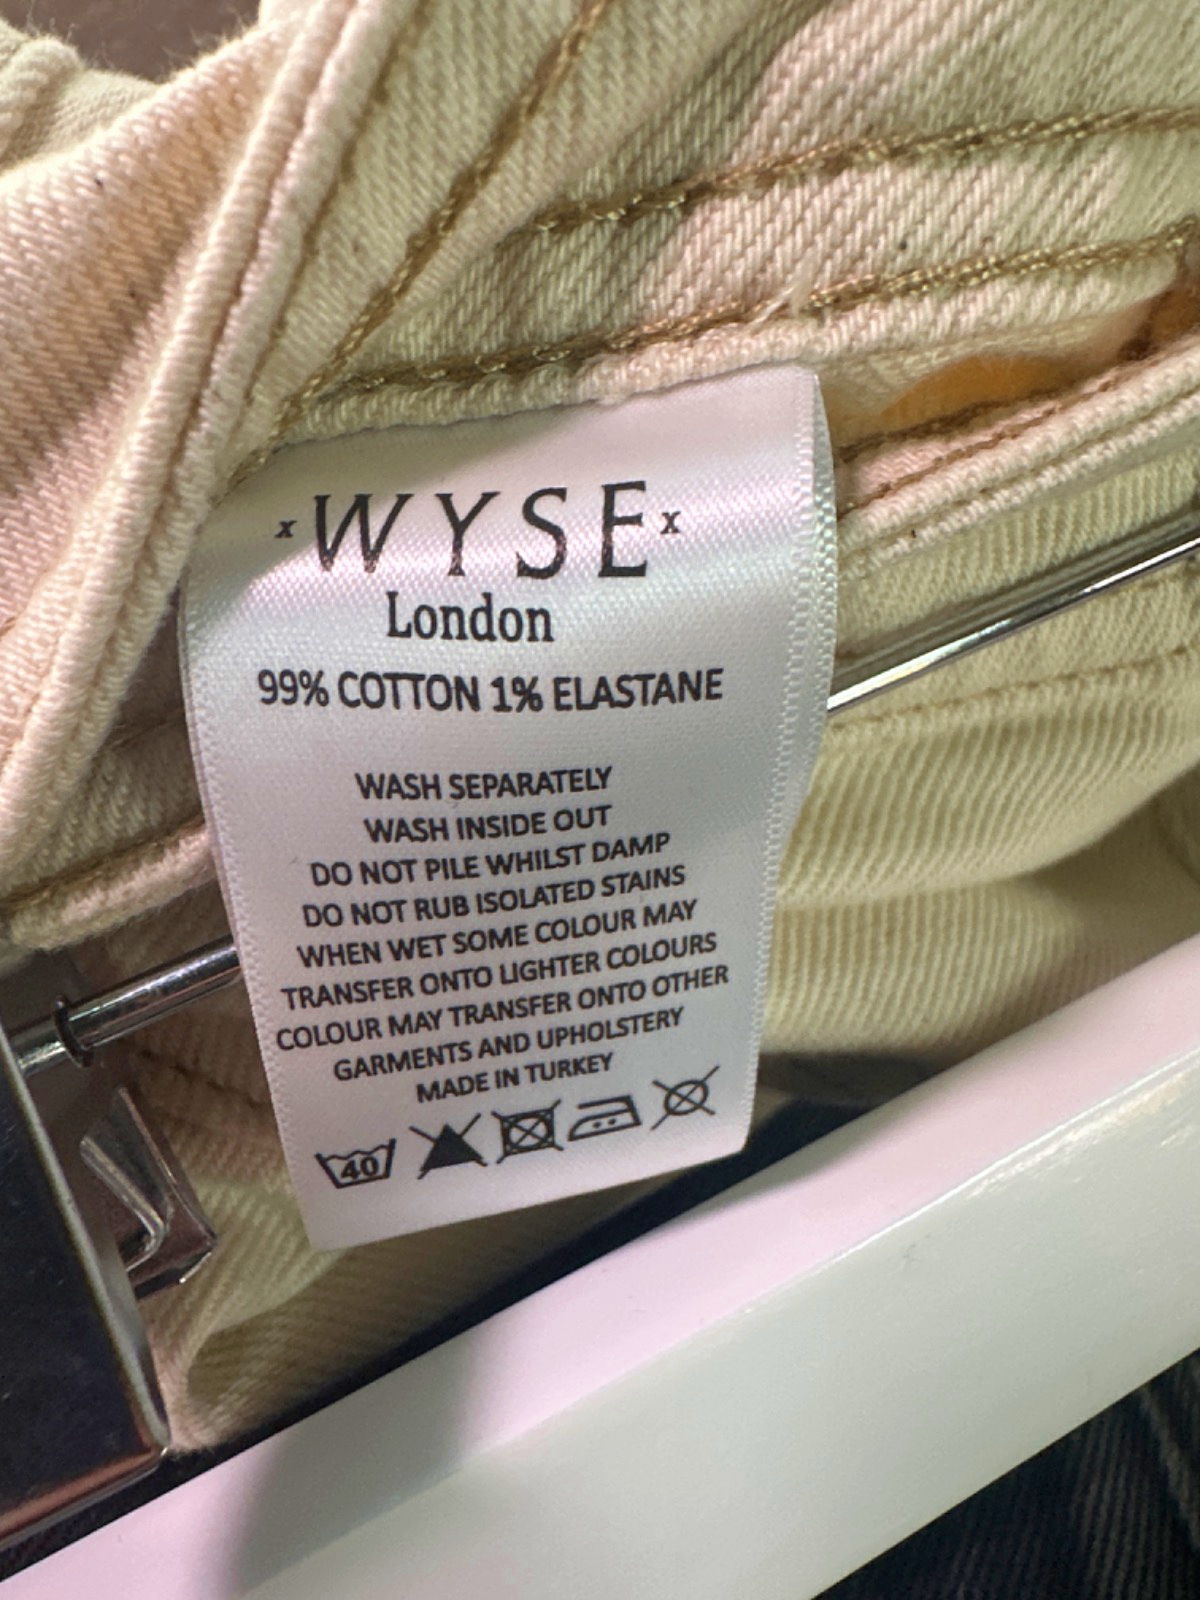 x WYSE x
London
99% COTTON 1% ELASTANE
WASH SEPARATELY
WASH INSIDE OUT
DO NOT PILE WHILST DAMP
DO NOT RUB ISOLATED STAINS
WHEN WET SOME COLOUR MAY
TRANSFER ONTO LIGHTER COLOURS
COLOUR MAY TRANSFER ONTO OTHER
GARMENTS AND UPHOLSTERY
MADE IN TURKEY
40